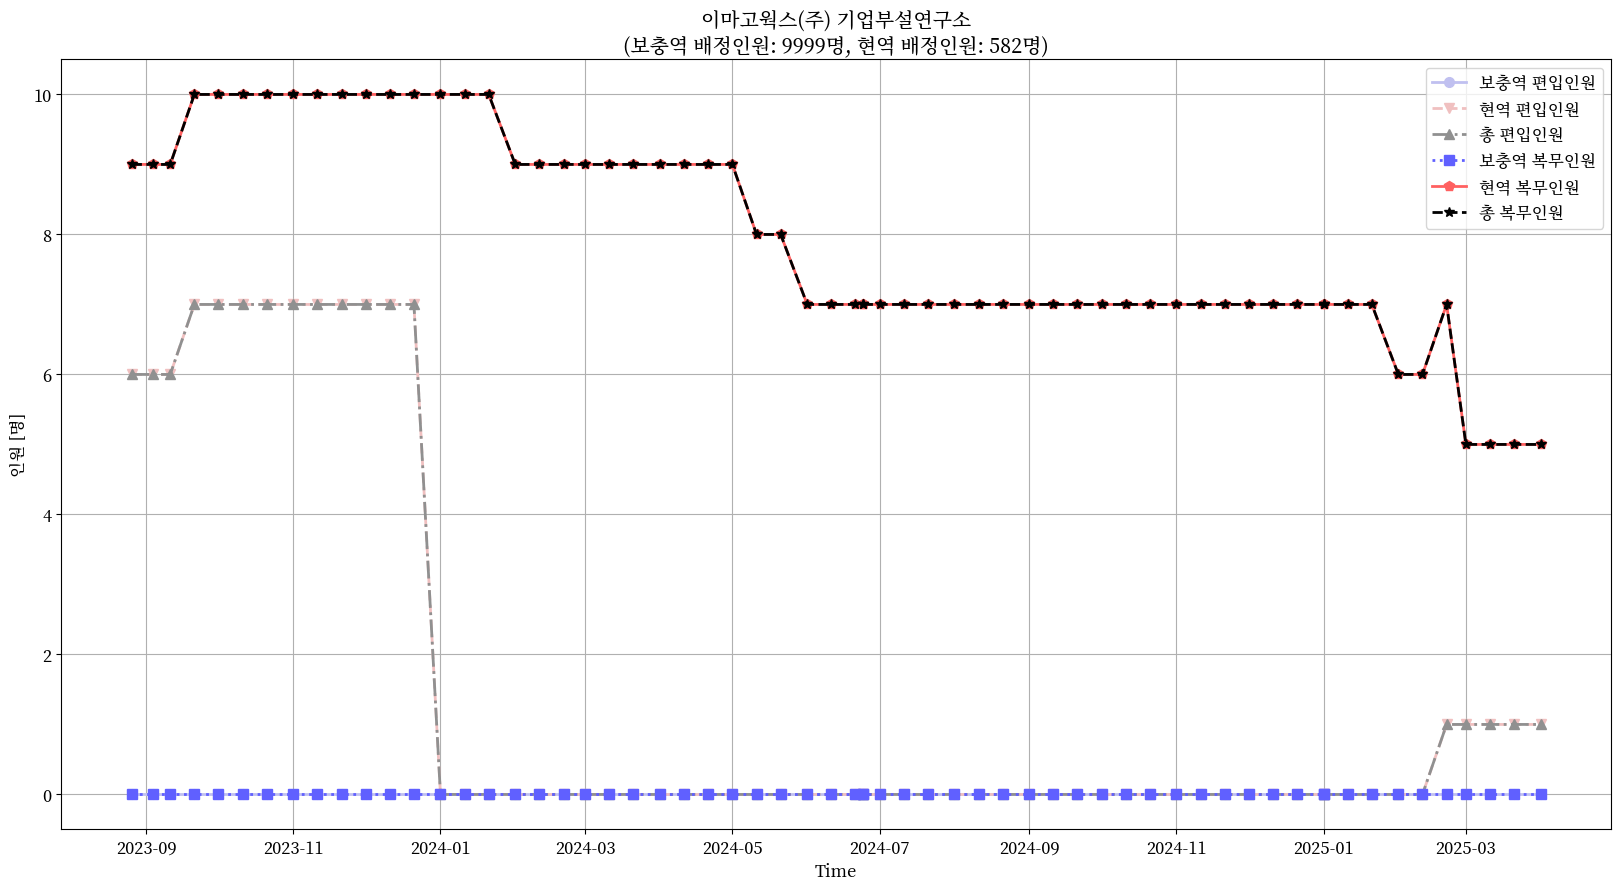 이마고웍스(주) 기업부설연구소
(보충역 배정인원: 9999명, 현역 배정인원: 582명)
10
8
6
4
2
0
인원 [명]
보충역 편입인원
현역 편입인원
총 편입인원
보충역 복무인원
현역 복무인원
총 복무인원
2023-09
2023-11
2024-01
2024-03
2024-05
2024-07
2024-09
2024-11
2025-01
2025-03
Time